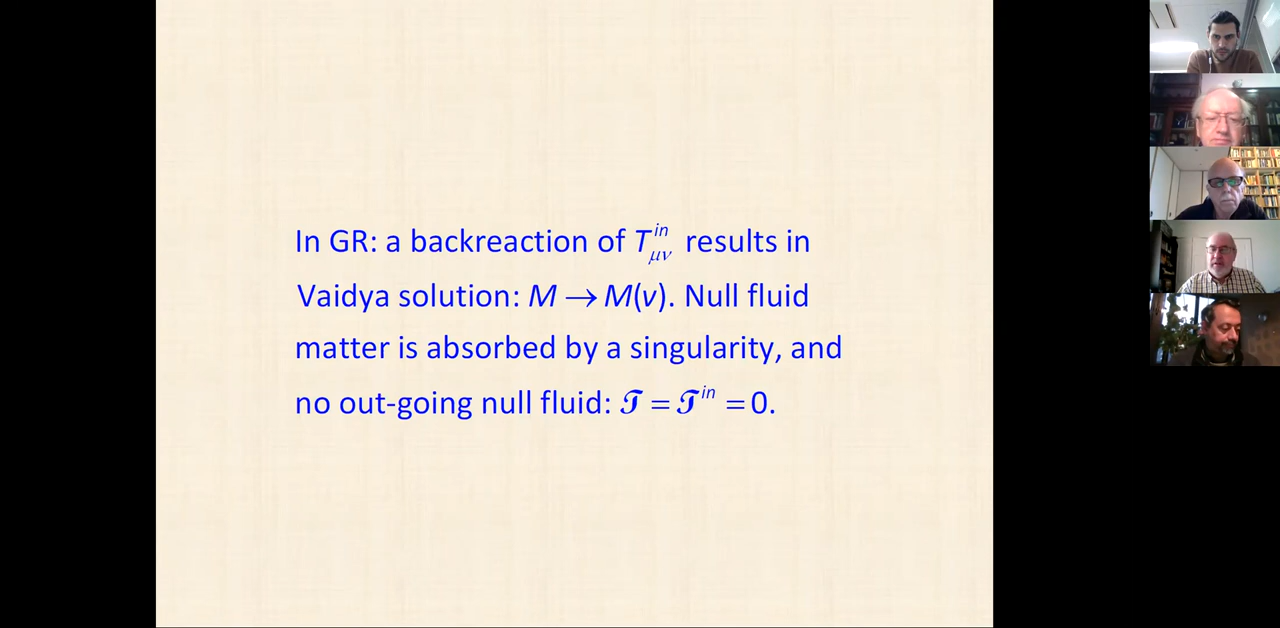 In GR: a backreaction of T^{in}_{μν} results in
Vaidya solution: M → M(v). Null fluid
matter is absorbed by a singularity, and
no out-going null fluid: 𝒯 = 𝒯^{in} = 0.